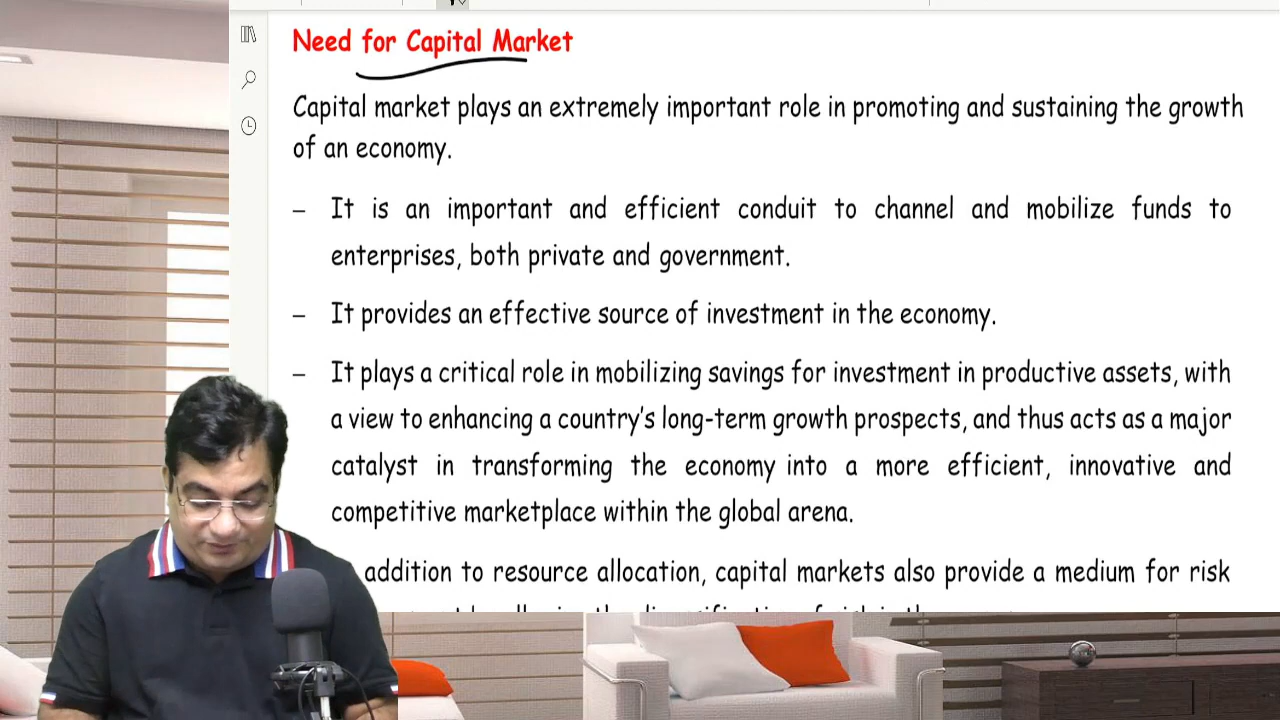 Need for Capital Market
Capital market plays an extremely important role in promoting and sustaining the growth
of an economy.
– It is an important and efficient conduit to channel and mobilize funds to
enterprises, both private and government.
– It provides an effective source of investment in the economy.
– It plays a critical role in mobilizing savings for investment in productive assets, with
a view to enhancing a country's long-term growth prospects, and thus acts as a major
catalyst in transforming the economy into a more efficient, innovative and
competitive marketplace within the global arena.
addition to resource allocation, capital markets also provide a medium for risk